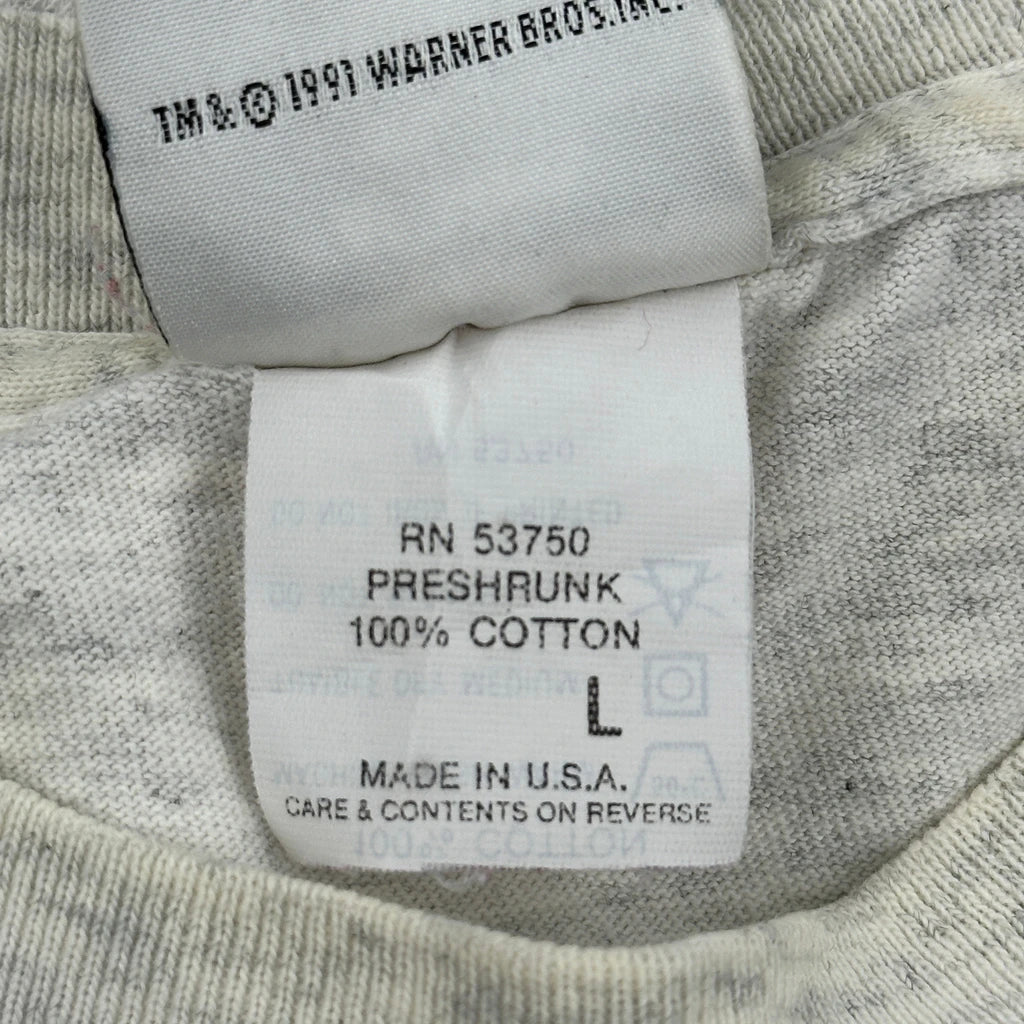 TM & © 1991 WARNER BROS. INC.
RN 53750
PRESHRUNK
100% COTTON
L
MADE IN U.S.A.
CARE & CONTENTS ON REVERSE